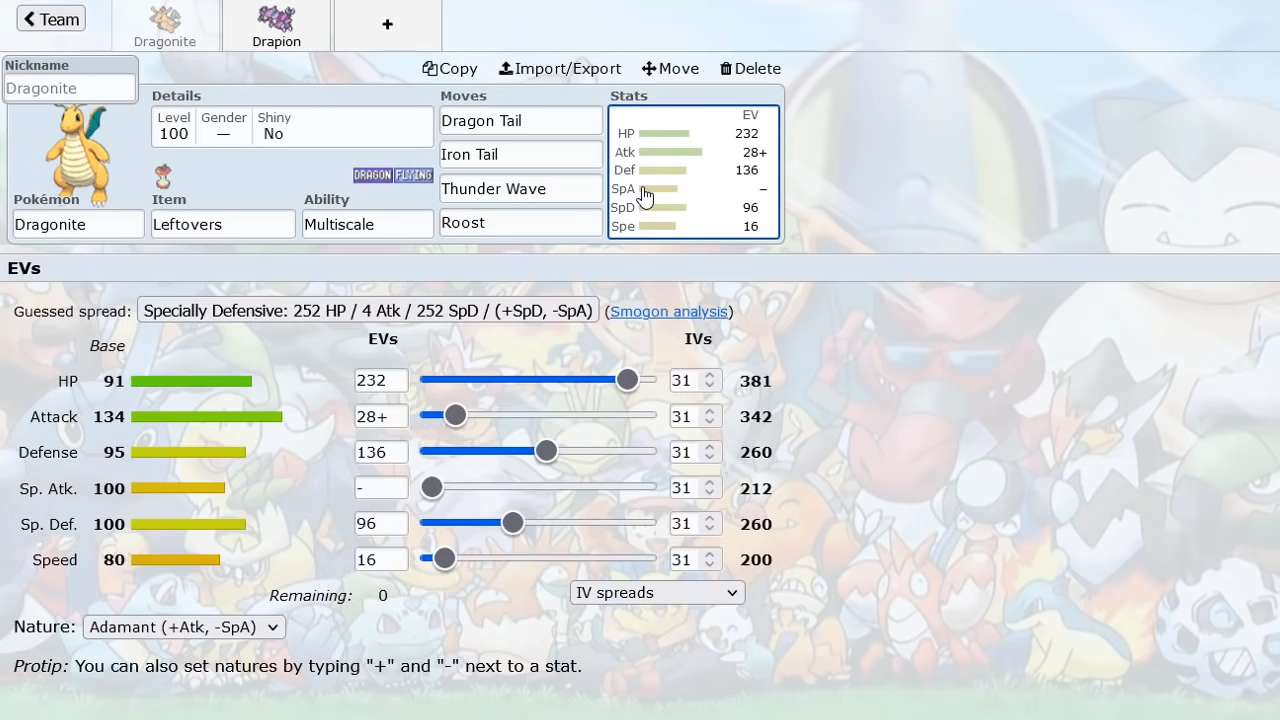 Team
Dragonite
Drapion
+
Nickname
Dragonite
Copy Import/Export Move Delete
Details
Moves
Stats
Level
100
Gender
—
Shiny
No
DRAGON FLYING
Pokémon
Dragonite
Item
Leftovers
Ability
Multiscale
Dragon Tail
Iron Tail
Thunder Wave
Roost
EV
HP 232
Atk 28+
Def 136
SpA –
SpD 96
Spe 16
EVs
Guessed spread: Specially Defensive: 252 HP / 4 Atk / 252 SpD / (+SpD, -SpA) (Smogon analysis)
Base EVs IVs
HP 91 232 31 381
Attack 134 28+ 31 342
Defense 95 136 31 260
Sp. Atk. 100 - 31 212
Sp. Def. 100 96 31 260
Speed 80 16 31 200
Remaining: 0 IV spreads
Nature: Adamant (+Atk, -SpA)
Protip: You can also set natures by typing "+" and "-" next to a stat.